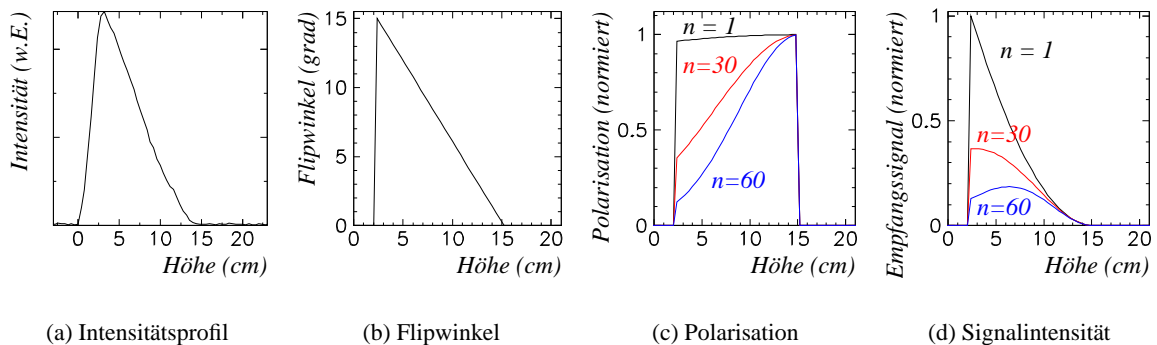 Intensität (w.E.)
0
5
10
15
20
Höhe (cm)
(a) Intensitätsprofil
Flipwinkel (grad)
15
10
5
0
0
5
10
15
20
Höhe (cm)
(b) Flipwinkel
Polarisation (normiert)
1
0.5
0
n = 1
n=30
n=60
0
5
10
15
20
Höhe (cm)
(c) Polarisation
Empfangssignal (normiert)
1
0.5
0
n = 1
n=30
n=60
0
5
10
15
20
Höhe (cm)
(d) Signalintensität